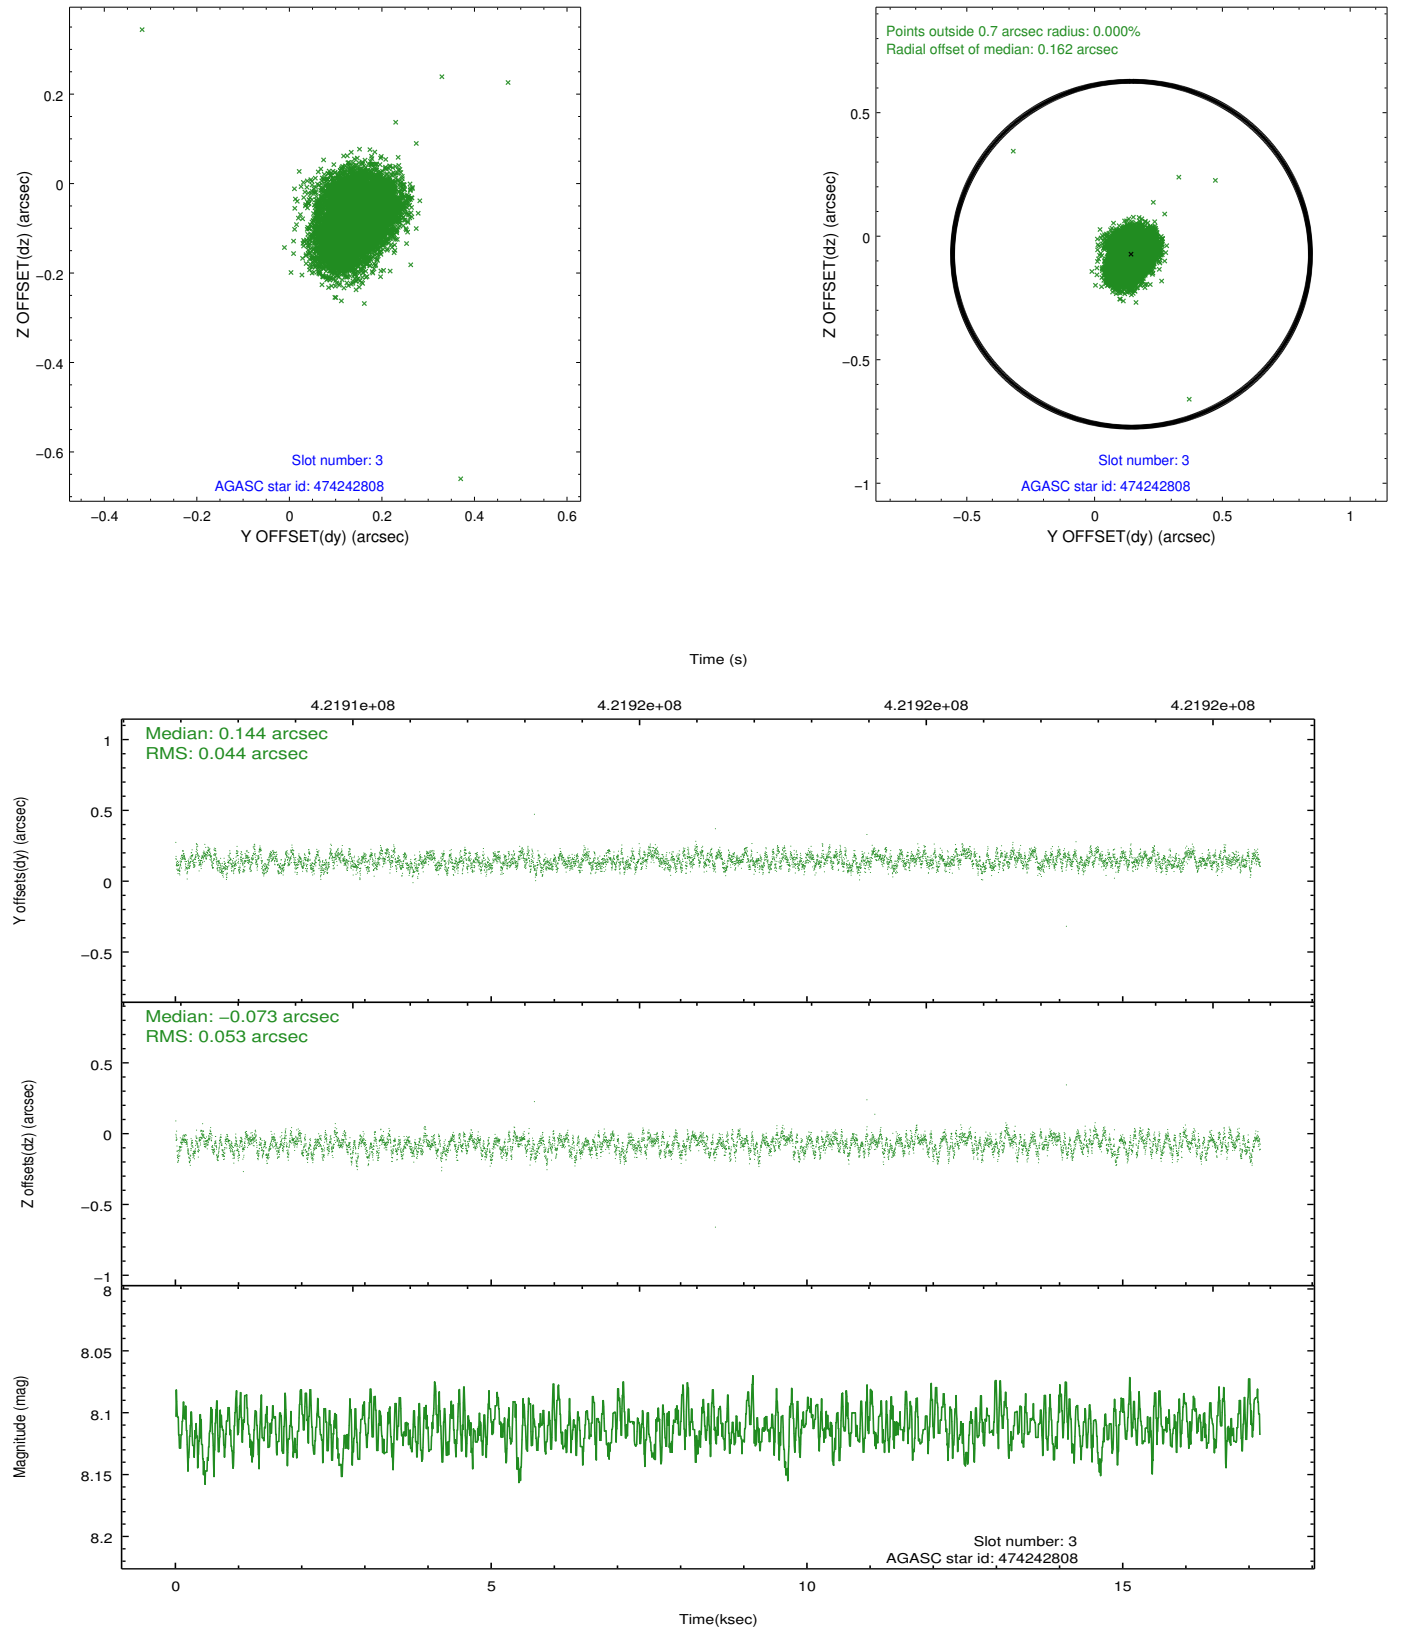 0.2
0
−0.2
−0.4
−0.6
Z OFFSET(dz) (arcsec)
Slot number: 3
AGASC star id: 474242808
−0.4 −0.2 0 0.2 0.4 0.6
Y OFFSET(dy) (arcsec)
Points outside 0.7 arcsec radius: 0.000%
Radial offset of median: 0.162 arcsec
0.5
0
−0.5
−1
Z OFFSET(dz) (arcsec)
Slot number: 3
AGASC star id: 474242808
−0.5 0 0.5 1
Y OFFSET(dy) (arcsec)
Time (s)
4.2191e+08 4.2192e+08 4.2192e+08 4.2192e+08
Median: 0.144 arcsec
RMS: 0.044 arcsec
1
0.5
0
−0.5
Y offsets(dy) (arcsec)
Median: −0.073 arcsec
RMS: 0.053 arcsec
0.5
0
−0.5
−1
Z offsets(dz) (arcsec)
8
8.05
8.1
8.15
8.2
Magnitude (mag)
Slot number: 3
AGASC star id: 474242808
0 5 10 15
Time(ksec)